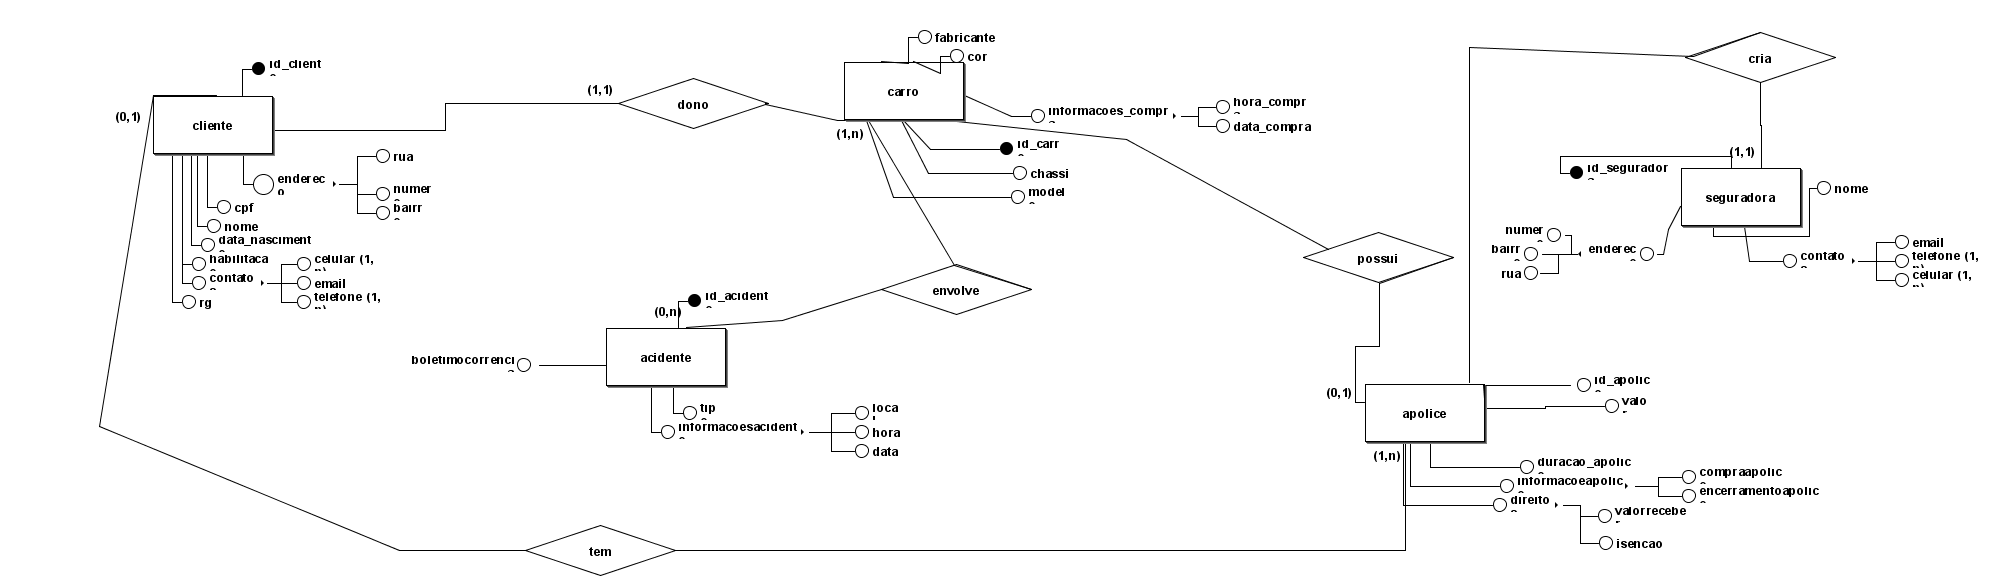 fabricante
cor
cria
id_client
(1,1)
dono
carro
hora_compr
informacoes_compr
data_compra
(0,1)
cliente
(1,n)
id_carr
(1,1)
rua
id_segurador
chassi
enderec
o
numer
model
nome
seguradora
bairr
cpf
nome
data_nasciment
numer
email
habilitaca
celular (1,
n)
bairr
enderec
contato
telefone (1,
n)
possui
contato
email
rua
celular (1,
n)
rg
telefone (1,
n)
envolve
id_acident
(0,n)
acidente
boletimocorrenci
id_apolic
(0,1)
valo
tip
loca
l
apolice
informacoesacident
hora
data
(1,n)
duracao_apolic
compraapolic
informacoeapolic
encerramentoapolic
direito
valorrecebe
r
isencao
tem